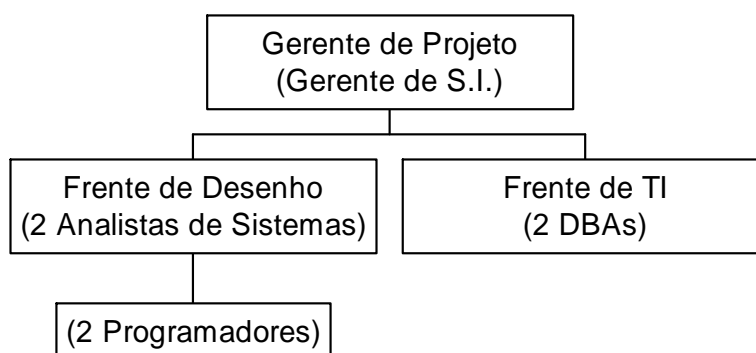 Gerente de Projeto
(Gerente de S.I.)
Frente de Desenho
(2 Analistas de Sistemas)
Frente de TI
(2 DBAs)
(2 Programadores)